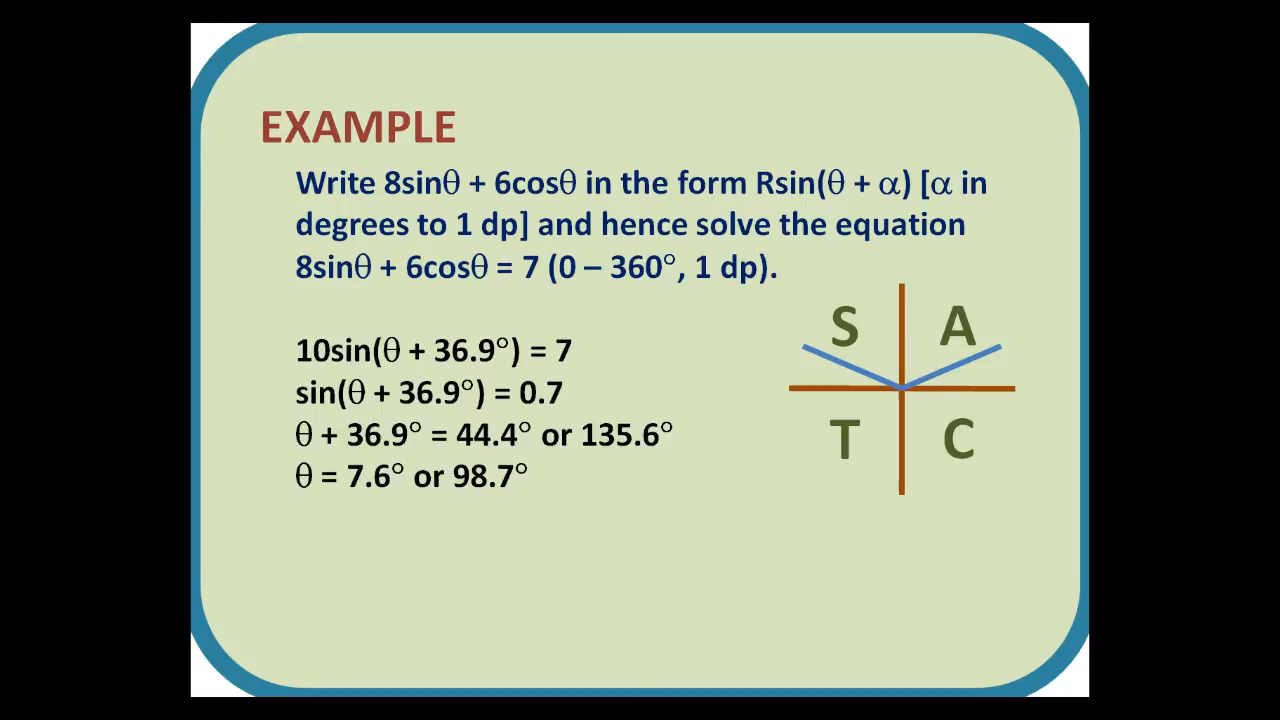 EXAMPLE
Write 8sinθ + 6cosθ in the form Rsin(θ + α) [α in
degrees to 1 dp] and hence solve the equation
8sinθ + 6cosθ = 7 (0 – 360°, 1 dp).
10sin(θ + 36.9°) = 7
sin(θ + 36.9°) = 0.7
θ + 36.9° = 44.4° or 135.6°
θ = 7.6° or 98.7°
S A
T C